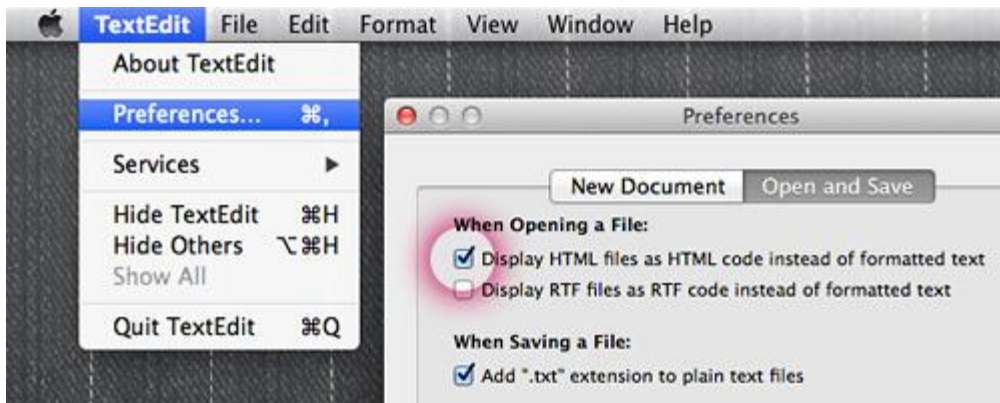 TextEdit File Edit Format View Window Help
About TextEdit
Preferences... ⌘,
Services ▶
Hide TextEdit ⌘H
Hide Others ⌥⌘H
Show All
Quit TextEdit ⌘Q
Preferences
New Document Open and Save
When Opening a File:
Display HTML files as HTML code instead of formatted text
Display RTF files as RTF code instead of formatted text
When Saving a File:
Add ".txt" extension to plain text files